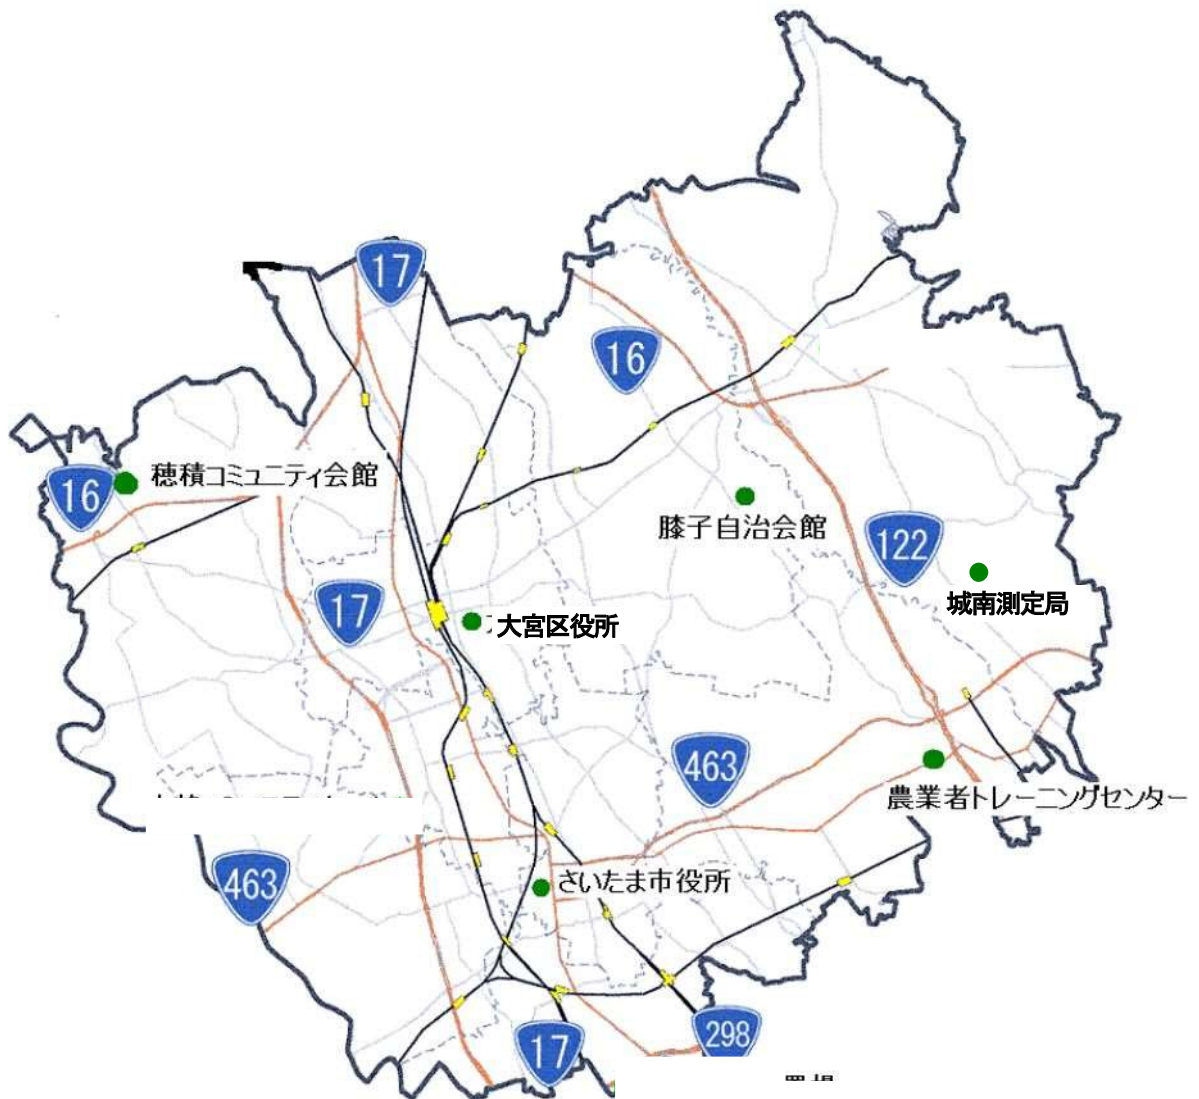 17
16
穂積コミュニティ会館
16
膝子自治会館
122
城南測定局
17
大宮区役所
463
農業者トレーニングセンター
463
さいたま市役所
17
298